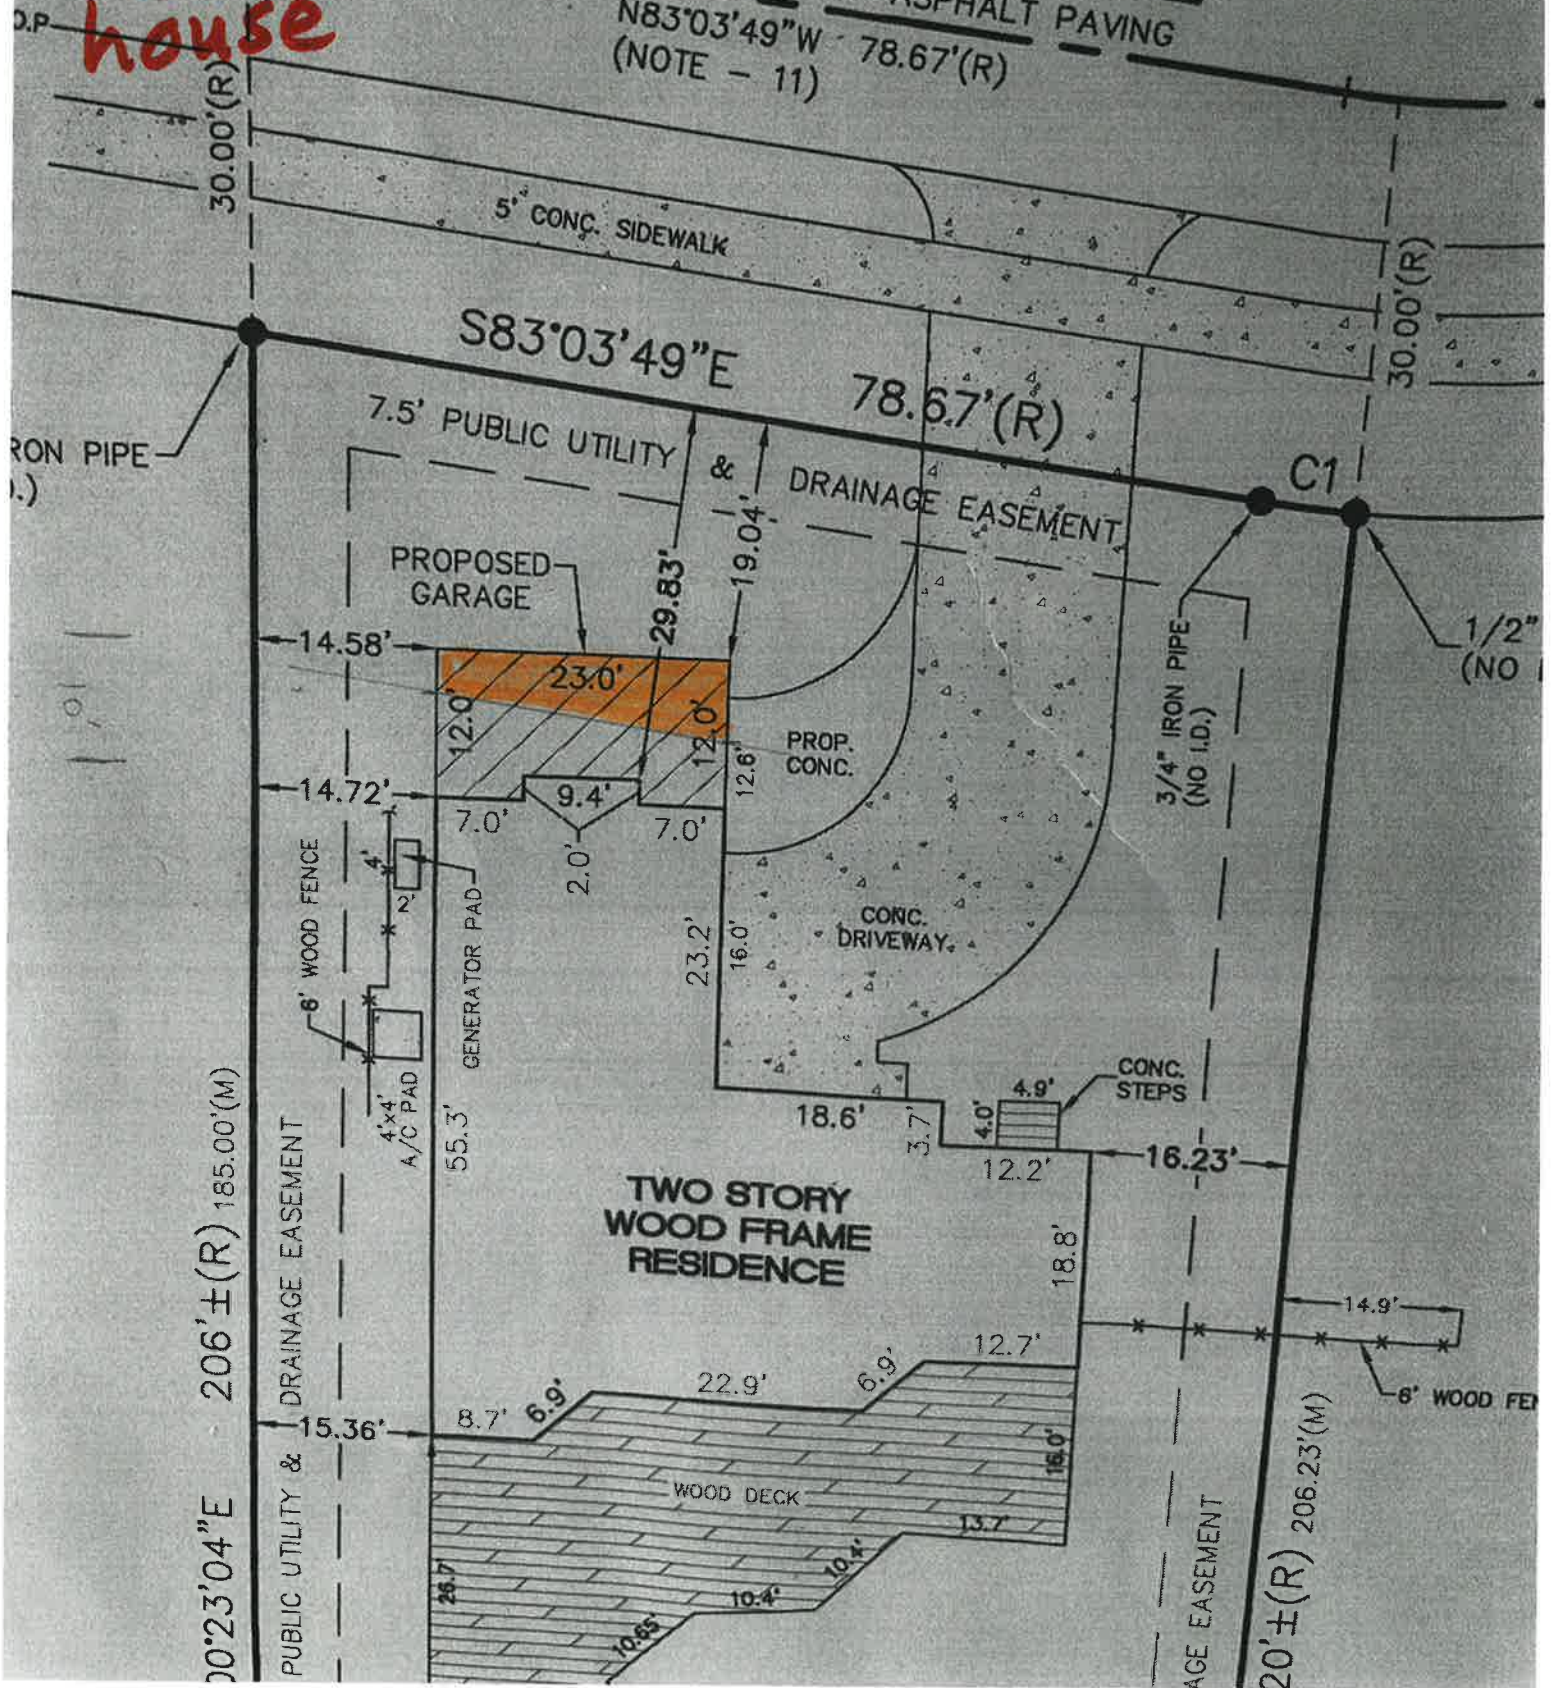 house
O.P
ASPHALT PAVING
N83°03'49"W 78.67'(R)
(NOTE - 11)
30.00'(R)
5' CONC. SIDEWALK
30.00'(R)
S83°03'49"E 78.67'(R)
C1
IRON PIPE
7.5' PUBLIC UTILITY & DRAINAGE EASEMENT
PROPOSED
GARAGE
29.83'
19.04'
14.58'
23.0'
12.0'
12.0'
12.6'
PROP.
CONC.
3/4" IRON PIPE
(NO I.D.)
1/2"
(NO
14.72'
7.0'
9.4'
7.0'
2.0'
6' WOOD FENCE
4'
2'
GENERATOR PAD
23.2'
16.0'
CONC.
DRIVEWAY
4'x4'
A/C PAD
55.3'
18.6'
3.7'
4.0'
4.9'
CONC.
STEPS
12.2'
16.23'
TWO STORY
WOOD FRAME
RESIDENCE
18.8'
14.9'
6' WOOD FEN
12.7'
6.9'
22.9'
6.9'
8.7'
15.36'
WOOD DECK
16.0'
13.7'
10.4'
10.4'
10.65'
26.7'
00°23'04"E 206'±(R) 185.00'(M)
PUBLIC UTILITY & DRAINAGE EASEMENT
AGE EASEMENT
20'±(R) 206.23'(M)